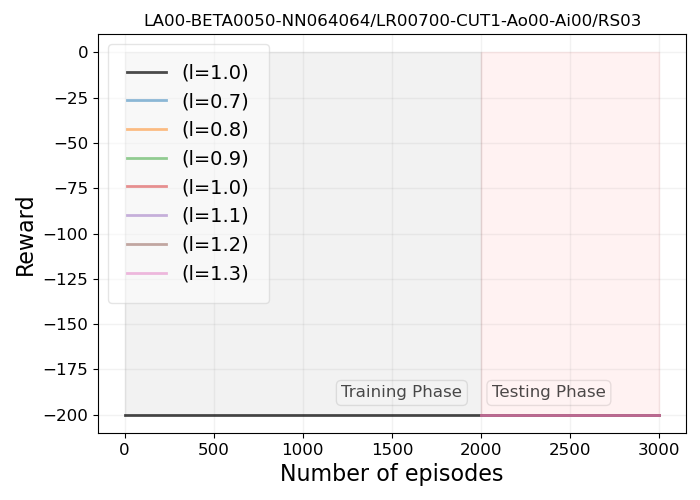 LA00-BETA0050-NN064064/LR00700-CUT1-Ao00-Ai00/RS03
0
−25
−50
−75
−100
−125
−150
−175
−200
Reward
(l=1.0)
(l=0.7)
(l=0.8)
(l=0.9)
(l=1.0)
(l=1.1)
(l=1.2)
(l=1.3)
Training Phase
Testing Phase
0 500 1000 1500 2000 2500 3000
Number of episodes